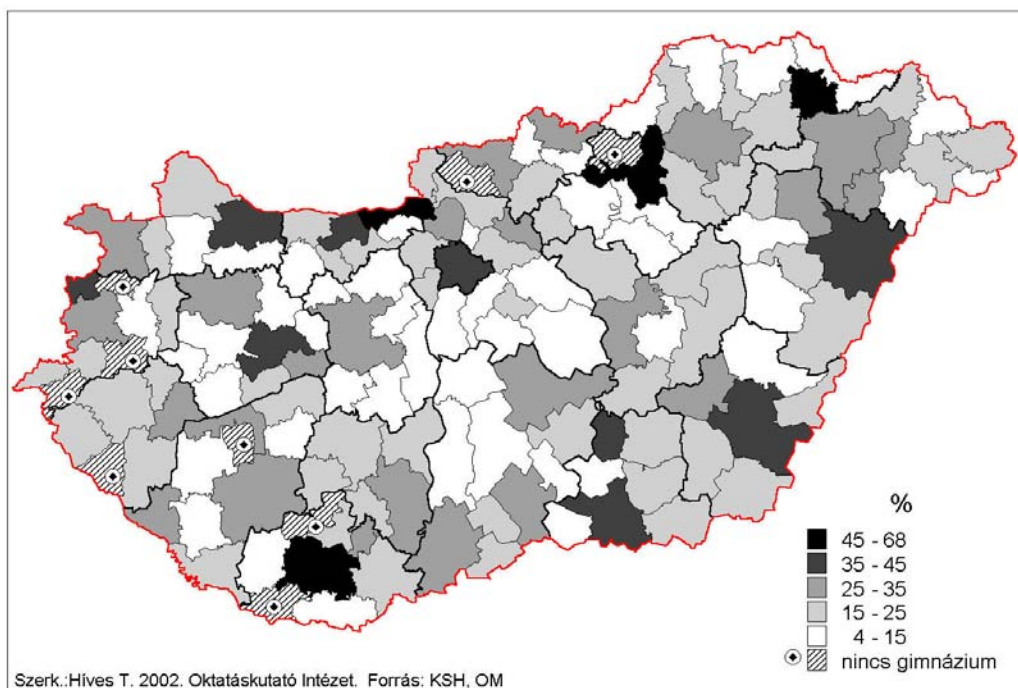 %
45 - 68
35 - 45
25 - 35
15 - 25
4 - 15
nincs gimnázium
Szerk.:Híves T. 2002. Oktatáskutató Intézet. Forrás: KSH, OM